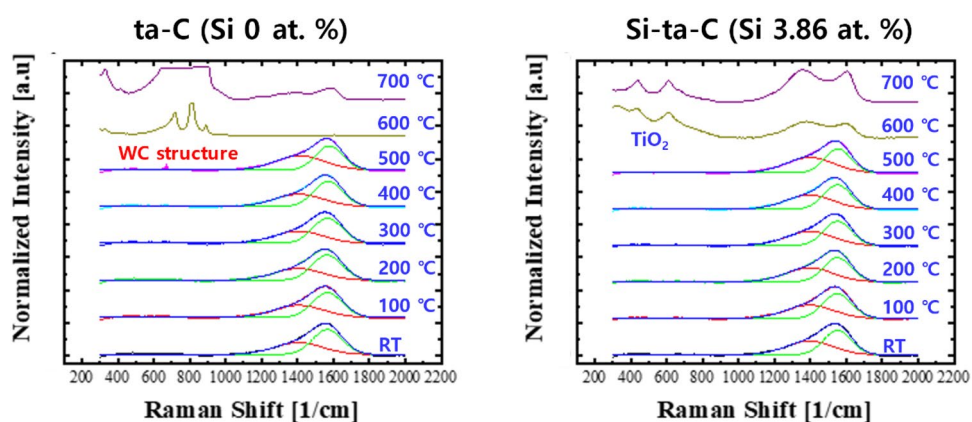 ta-C (Si 0 at. %)
Normalized Intensity [a.u]
700 ℃
600 ℃
WC structure
500 ℃
400 ℃
300 ℃
200 ℃
100 ℃
RT
200 400 600 800 1000 1200 1400 1600 1800 2000 2200
Raman Shift [1/cm]
Si-ta-C (Si 3.86 at. %)
Normalized Intensity [a.u]
700 ℃
600 ℃
TiO₂
500 ℃
400 ℃
300 ℃
200 ℃
100 ℃
RT
200 400 600 800 1000 1200 1400 1600 1800 2000 2200
Raman Shift [1/cm]